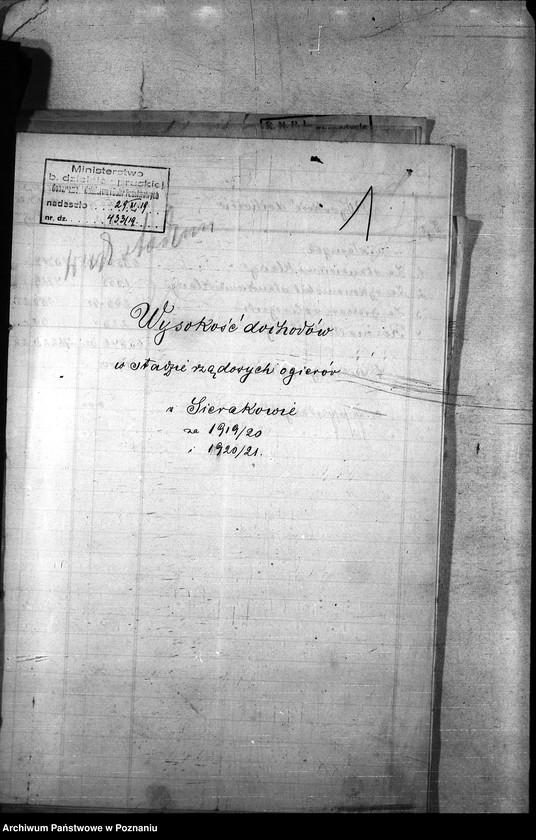 Ministerstwo
b. dzielnicy pruskiej
nadeszło 29.XI.19.
nr. dz. 433/19.
1
Wysokość dochodów
w stadzie rządowych ogierów
w Sierakowie
za 1919/20
i 1920/21.
Archiwum Państwowe w Poznaniu